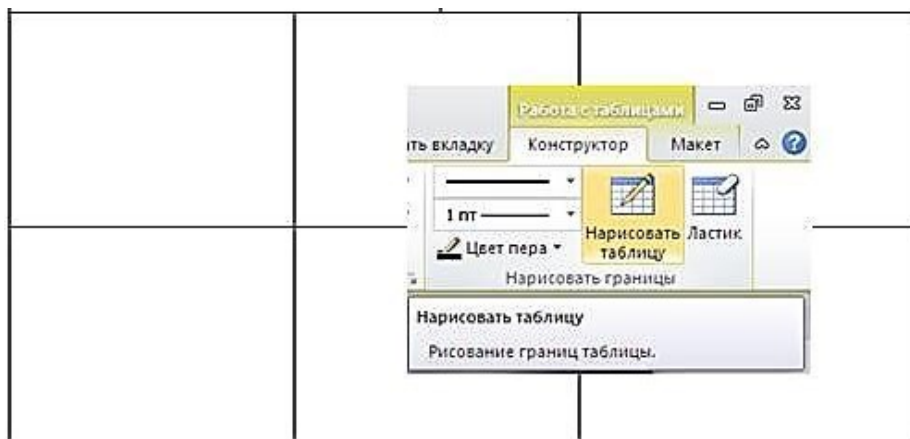 Работа с таблицами
ть вкладку Конструктор Макет
1 пт
Нарисовать таблицу Ластик
Цвет пера
Нарисовать границы
Нарисовать таблицу
Рисование границ таблицы.